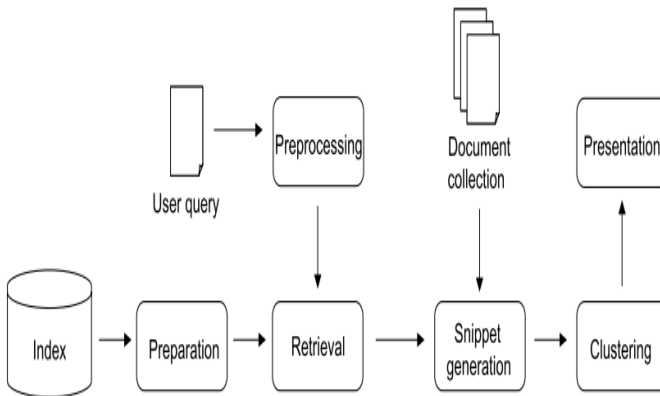 Preprocessing
Document
collection
Presentation
User query
Index
Preparation
Retrieval
Snippet
generation
Clustering